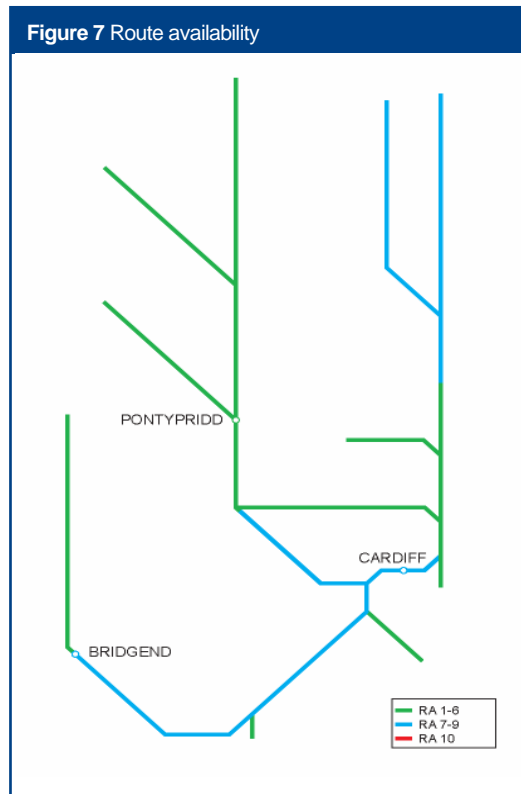 Figure 7 Route availability
PONTYPRIDD
CARDIFF
BRIDGEND
RA 1-6
RA 7-9
RA 10